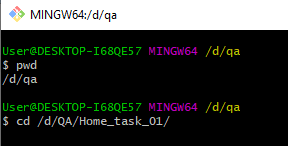 MINGW64:/d/qa
User@DESKTOP-I68QE57 MINGW64 /d/qa
$ pwd
/d/qa
User@DESKTOP-I68QE57 MINGW64 /d/qa
$ cd /d/QA/Home_task_01/